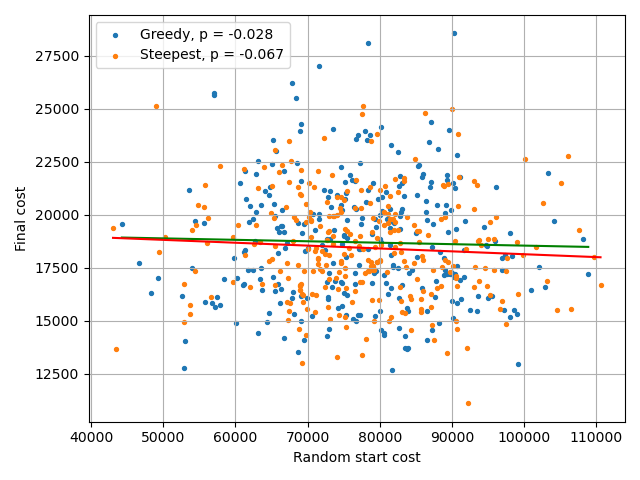 Greedy, p = -0.028
Steepest, p = -0.067
27500
25000
22500
20000
17500
15000
12500
Final cost
40000 50000 60000 70000 80000 90000 100000 110000
Random start cost